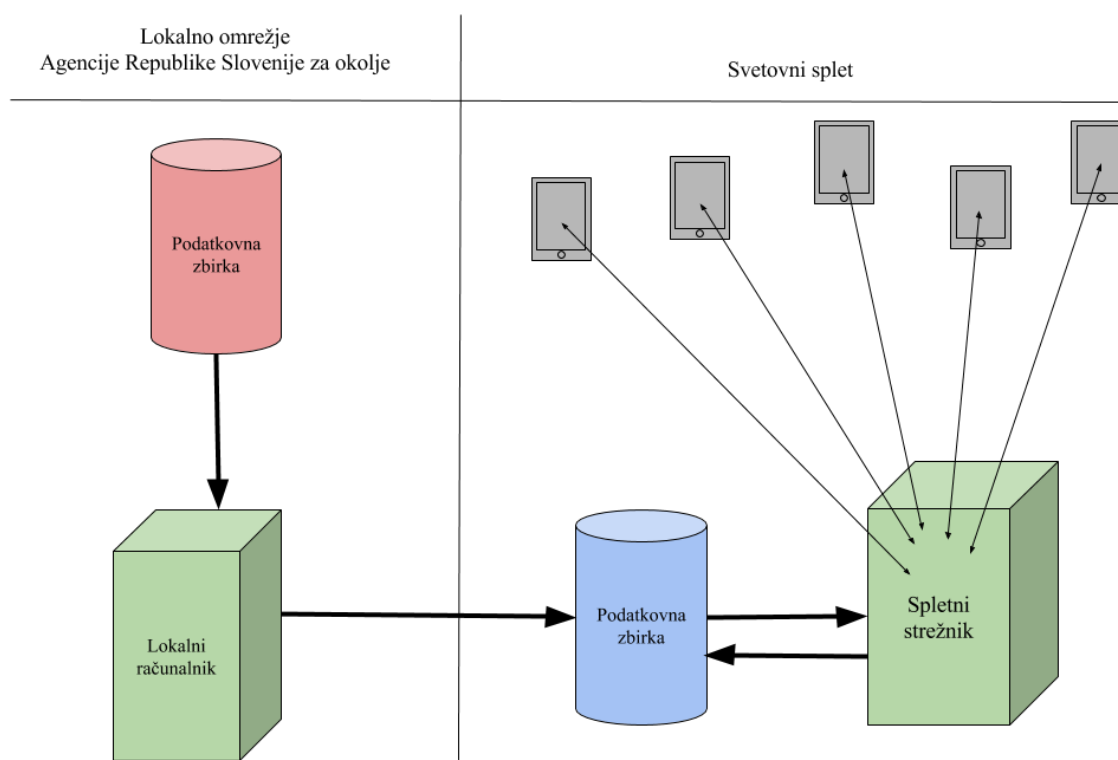 Lokalno omrežje
Agencije Republike Slovenije za okolje
Svetovni splet
Podatkovna
zbirka
Lokalni
računalnik
Podatkovna
zbirka
Spletni
strežnik